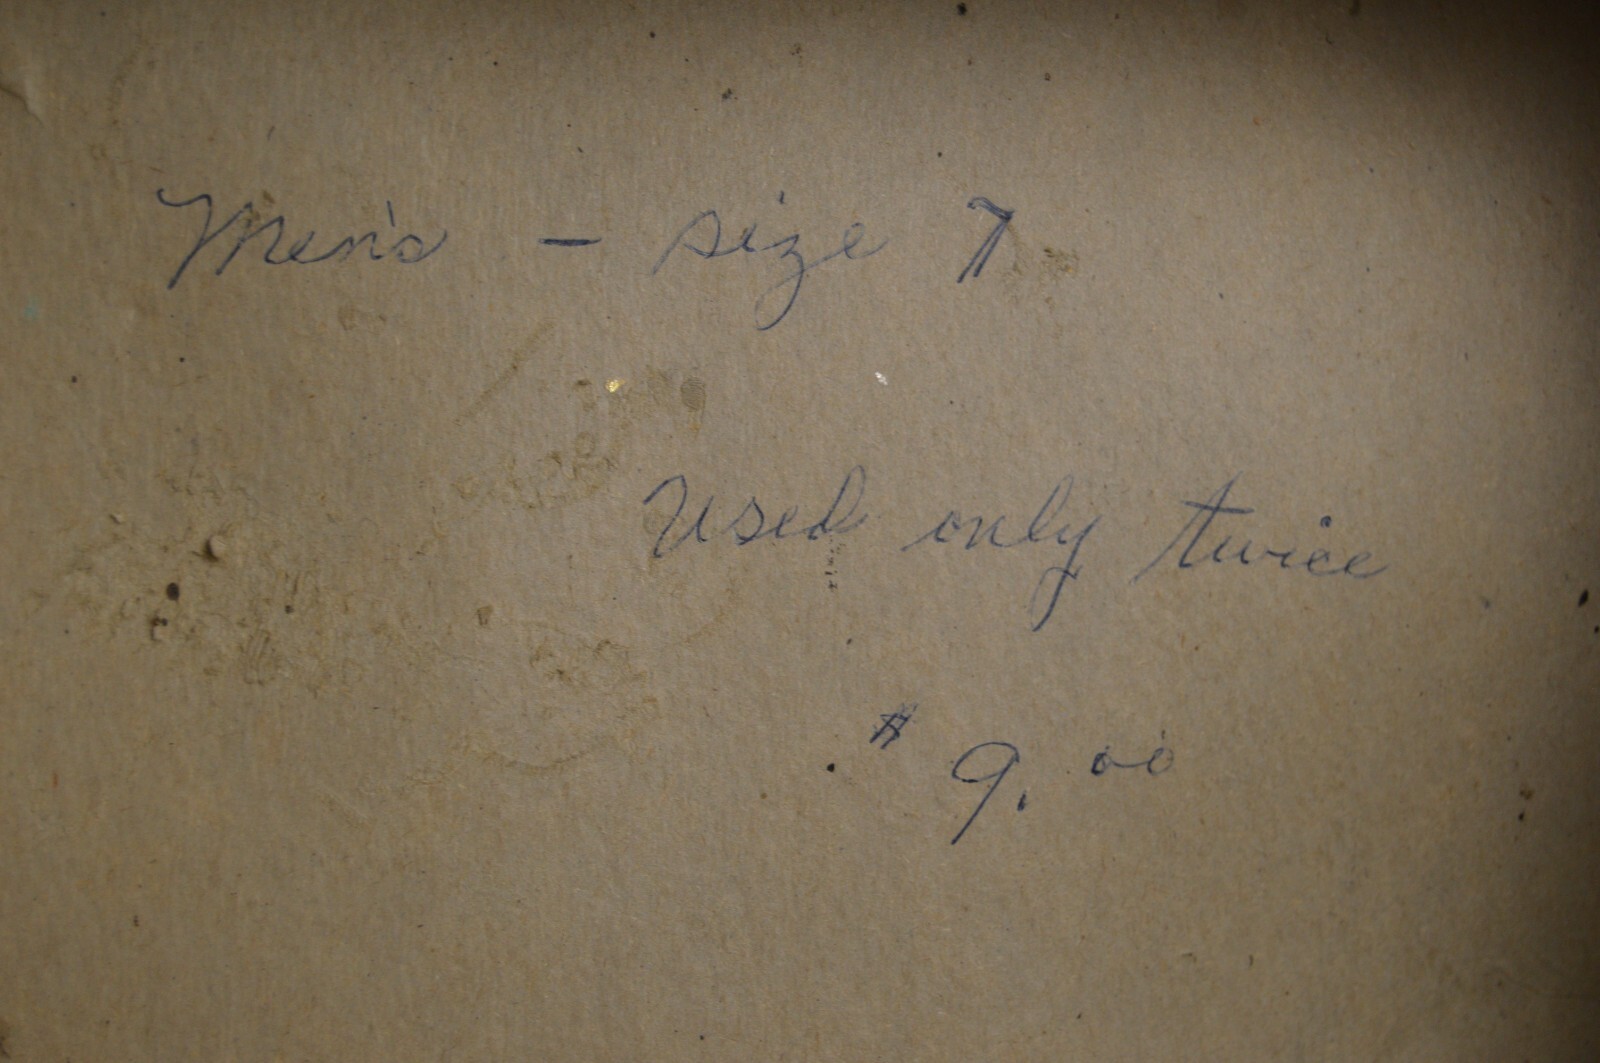 Men's - size 7
Used only twice
$ 9.00